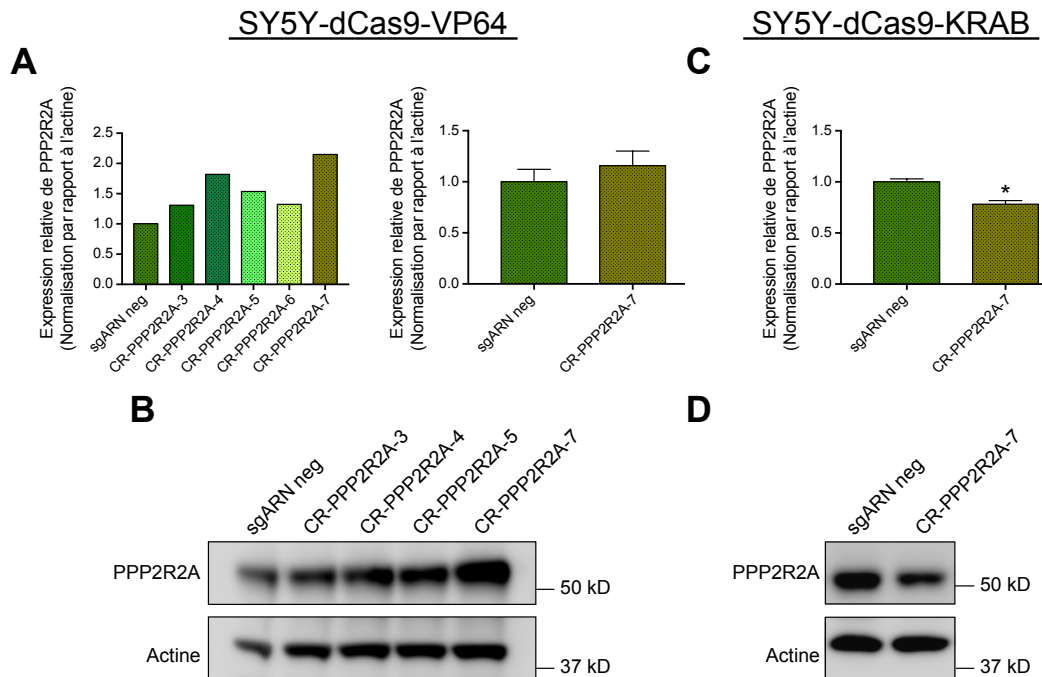 SY5Y-dCas9-VP64
SY5Y-dCas9-KRAB
A
Expression relative de PPP2R2A
(Normalisation par rapport à l'actine)
2.5
2.0
1.5
1.0
0.5
0.0
sgARN neg
CR-PPP2R2A-3
CR-PPP2R2A-4
CR-PPP2R2A-5
CR-PPP2R2A-6
CR-PPP2R2A-7
Expression relative de PPP2R2A
(Normalisation par rapport à l'actine)
1.5
1.0
0.5
0.0
sgARN neg
CR-PPP2R2A-7
C
Expression relative de PPP2R2A
(Normalisation par rapport à l'actine)
1.5
1.0
0.5
0.0
*
sgARN neg
CR-PPP2R2A-7
B
sgARN neg
CR-PPP2R2A-3
CR-PPP2R2A-4
CR-PPP2R2A-5
CR-PPP2R2A-7
PPP2R2A
50 kD
Actine
37 kD
D
sgARN neg
CR-PPP2R2A-7
PPP2R2A
50 kD
Actine
37 kD